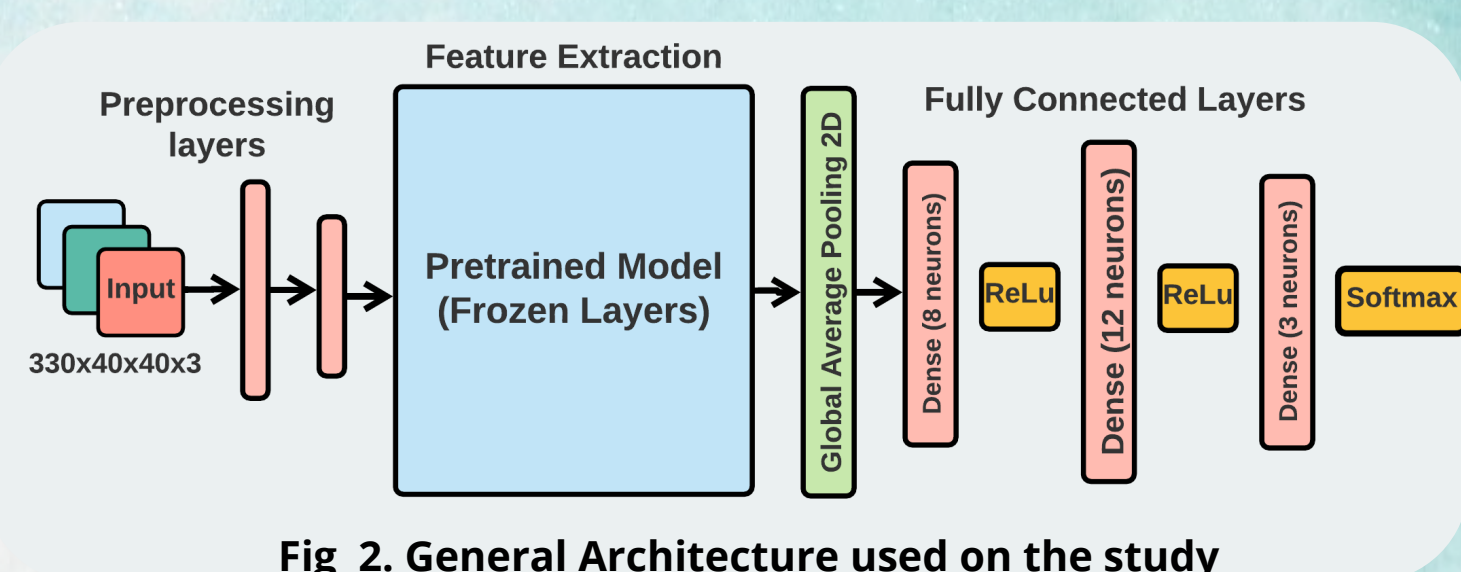 Feature Extraction
Preprocessing
layers
Fully Connected Layers
Input
330x40x40x3
Pretrained Model
(Frozen Layers)
Global Average Pooling 2D
Dense (8 neurons)
ReLu
Dense (12 neurons)
ReLu
Dense (3 neurons)
Softmax
Fig 2. General Architecture used on the study